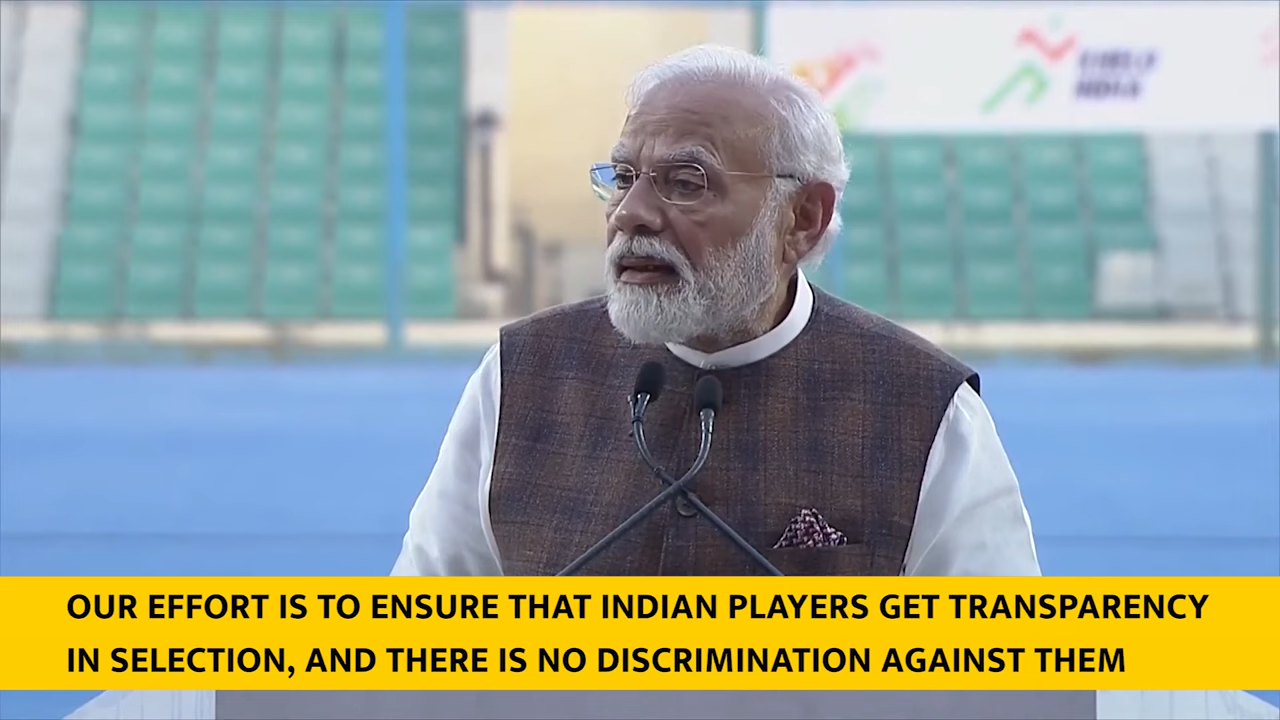 OUR EFFORT IS TO ENSURE THAT INDIAN PLAYERS GET TRANSPARENCY
IN SELECTION, AND THERE IS NO DISCRIMINATION AGAINST THEM